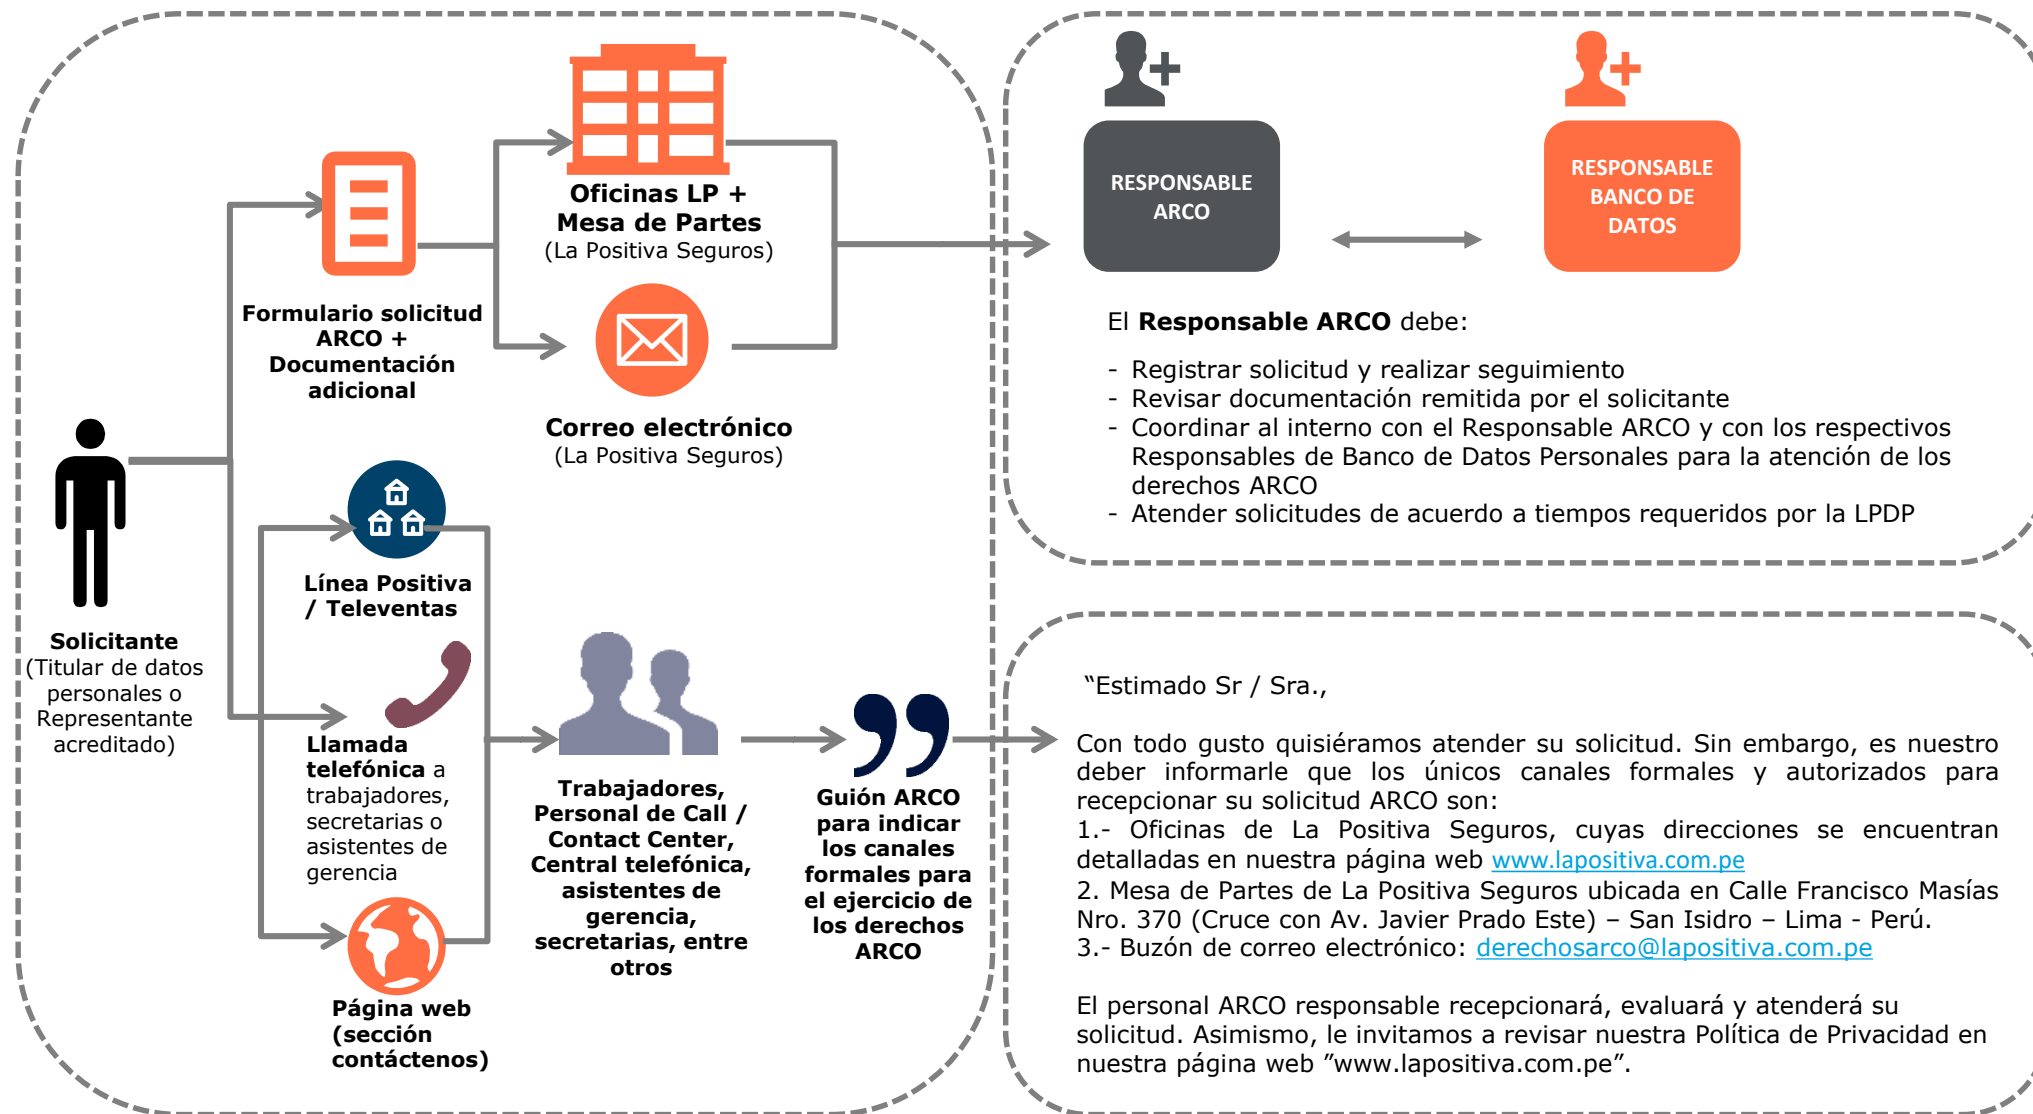 Oficinas LP +
Mesa de Partes
(La Positiva Seguros)
Formulario solicitud
ARCO +
Documentación
adicional
Correo electrónico
(La Positiva Seguros)
Línea Positiva
/ Televentas
Solicitante
(Titular de datos
personales o
Representante
acreditado)
Llamada
telefónica a
trabajadores,
secretarias o
asistentes de
gerencia
Página web
(sección
contáctenos)
Trabajadores,
Personal de Call /
Contact Center,
Central telefónica,
asistentes de
gerencia,
secretarias, entre
otros
Guión ARCO
para indicar
los canales
formales para
el ejercicio de
los derechos
ARCO
RESPONSABLE
ARCO
RESPONSABLE
BANCO DE
DATOS
El Responsable ARCO debe:
- Registrar solicitud y realizar seguimiento
- Revisar documentación remitida por el solicitante
- Coordinar al interno con el Responsable ARCO y con los respectivos
Responsables de Banco de Datos Personales para la atención de los
derechos ARCO
- Atender solicitudes de acuerdo a tiempos requeridos por la LPDP
“Estimado Sr / Sra.,
Con todo gusto quisiéramos atender su solicitud. Sin embargo, es nuestro
deber informarle que los únicos canales formales y autorizados para
recepcionar su solicitud ARCO son:
1.- Oficinas de La Positiva Seguros, cuyas direcciones se encuentran
detalladas en nuestra página web www.lapositiva.com.pe
2. Mesa de Partes de La Positiva Seguros ubicada en Calle Francisco Masías
Nro. 370 (Cruce con Av. Javier Prado Este) – San Isidro – Lima - Perú.
3.- Buzón de correo electrónico: derechosarco@lapositiva.com.pe
El personal ARCO responsable recepcionará, evaluará y atenderá su
solicitud. Asimismo, le invitamos a revisar nuestra Política de Privacidad en
nuestra página web ”www.lapositiva.com.pe”.